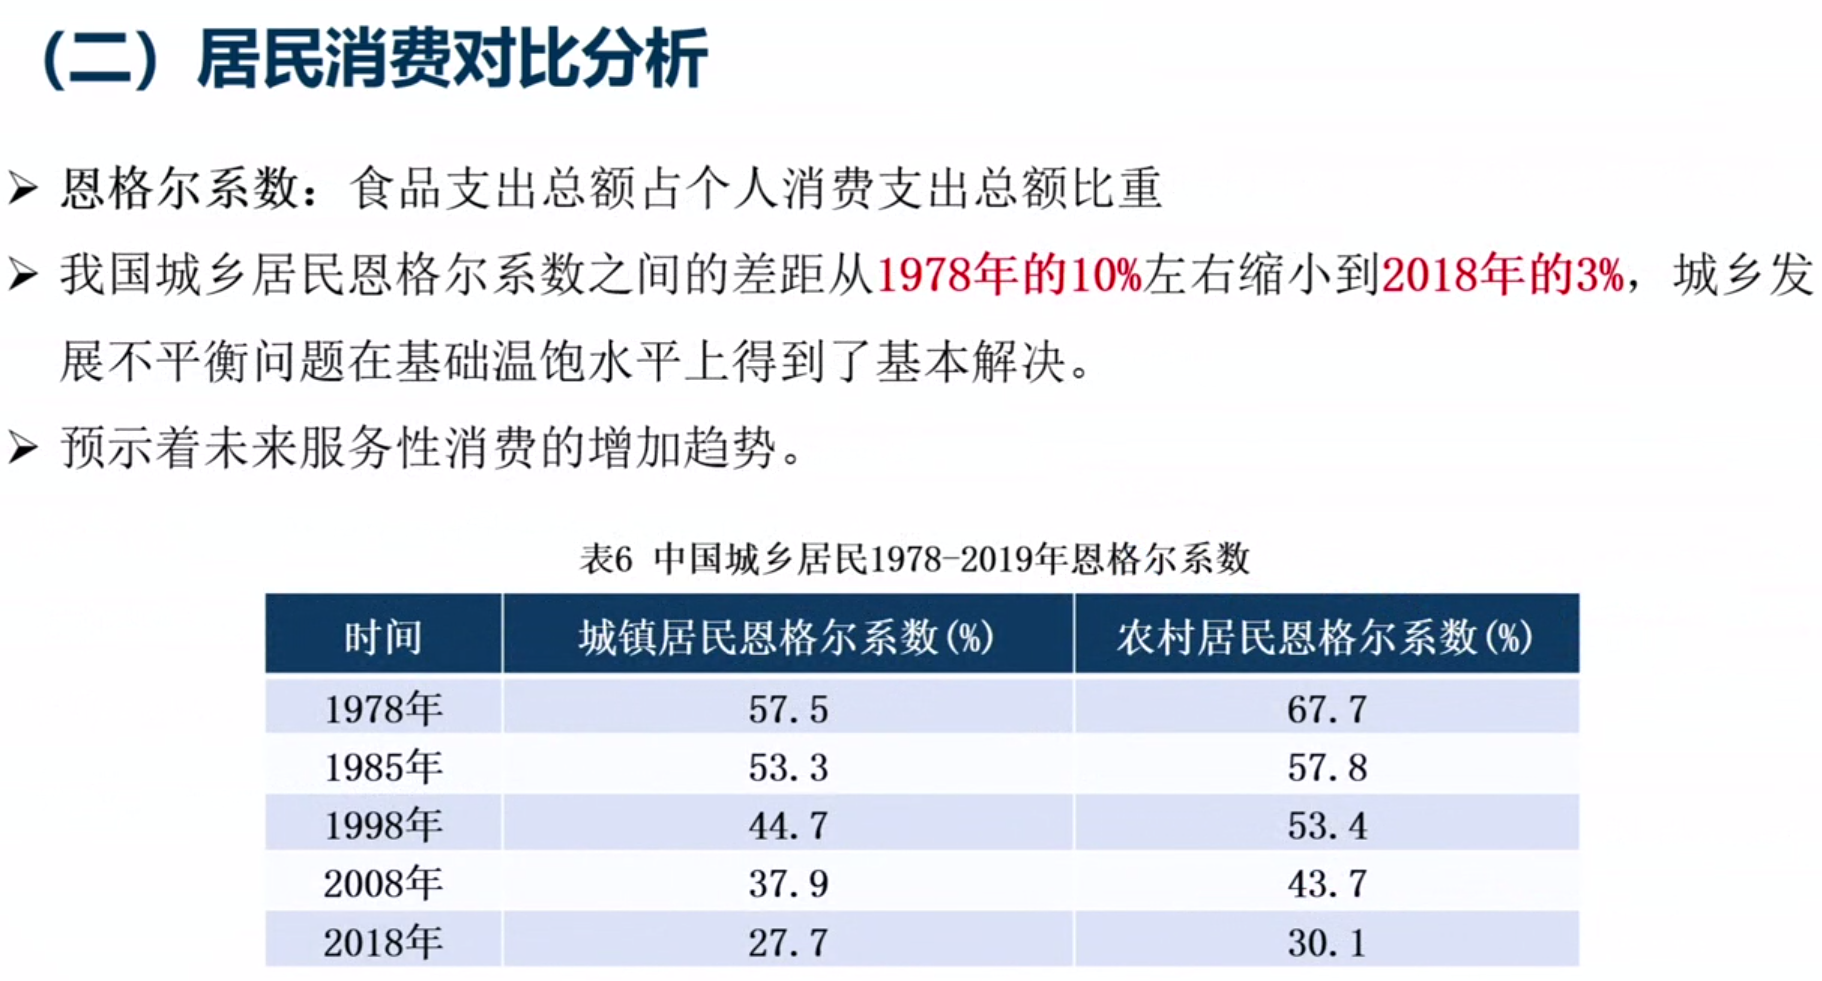 （二）居民消费对比分析
➢ 恩格尔系数：食品支出总额占个人消费支出总额比重
➢ 我国城乡居民恩格尔系数之间的差距从1978年的10%左右缩小到2018年的3%，城乡发
展不平衡问题在基础温饱水平上得到了基本解决。
➢ 预示着未来服务性消费的增加趋势。
表6 中国城乡居民1978-2019年恩格尔系数
时间 城镇居民恩格尔系数(%) 农村居民恩格尔系数(%)
1978年 57.5 67.7
1985年 53.3 57.8
1998年 44.7 53.4
2008年 37.9 43.7
2018年 27.7 30.1